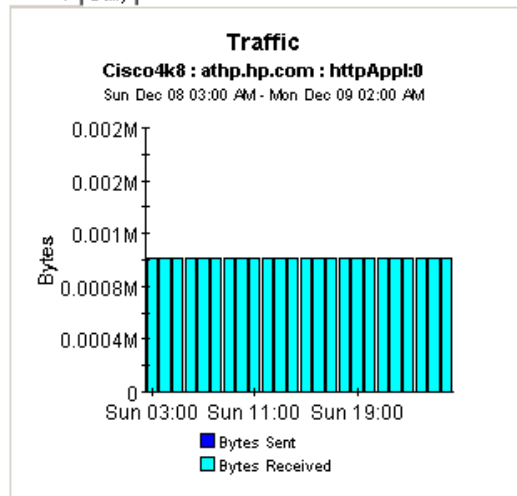 Traffic
Cisco4k8 : athp.hp.com : httpAppl:0
Sun Dec 08 03:00 AM - Mon Dec 09 02:00 AM
0.002M
0.002M
0.001M
0.0008M
0.0004M
0
Bytes
Sun 03:00 Sun 11:00 Sun 19:00
Bytes Sent
Bytes Received